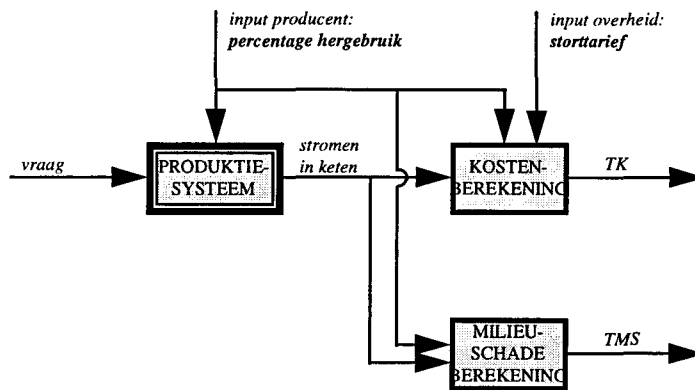 input producent:
percentage hergebruik
input overheid:
storttarief
vraag
PRODUKTIE-
SYSTEEM
stromen
in keten
KOSTEN-
BEREKENING
TK
MILIEU-
SCHADE
BEREKENING
TMS